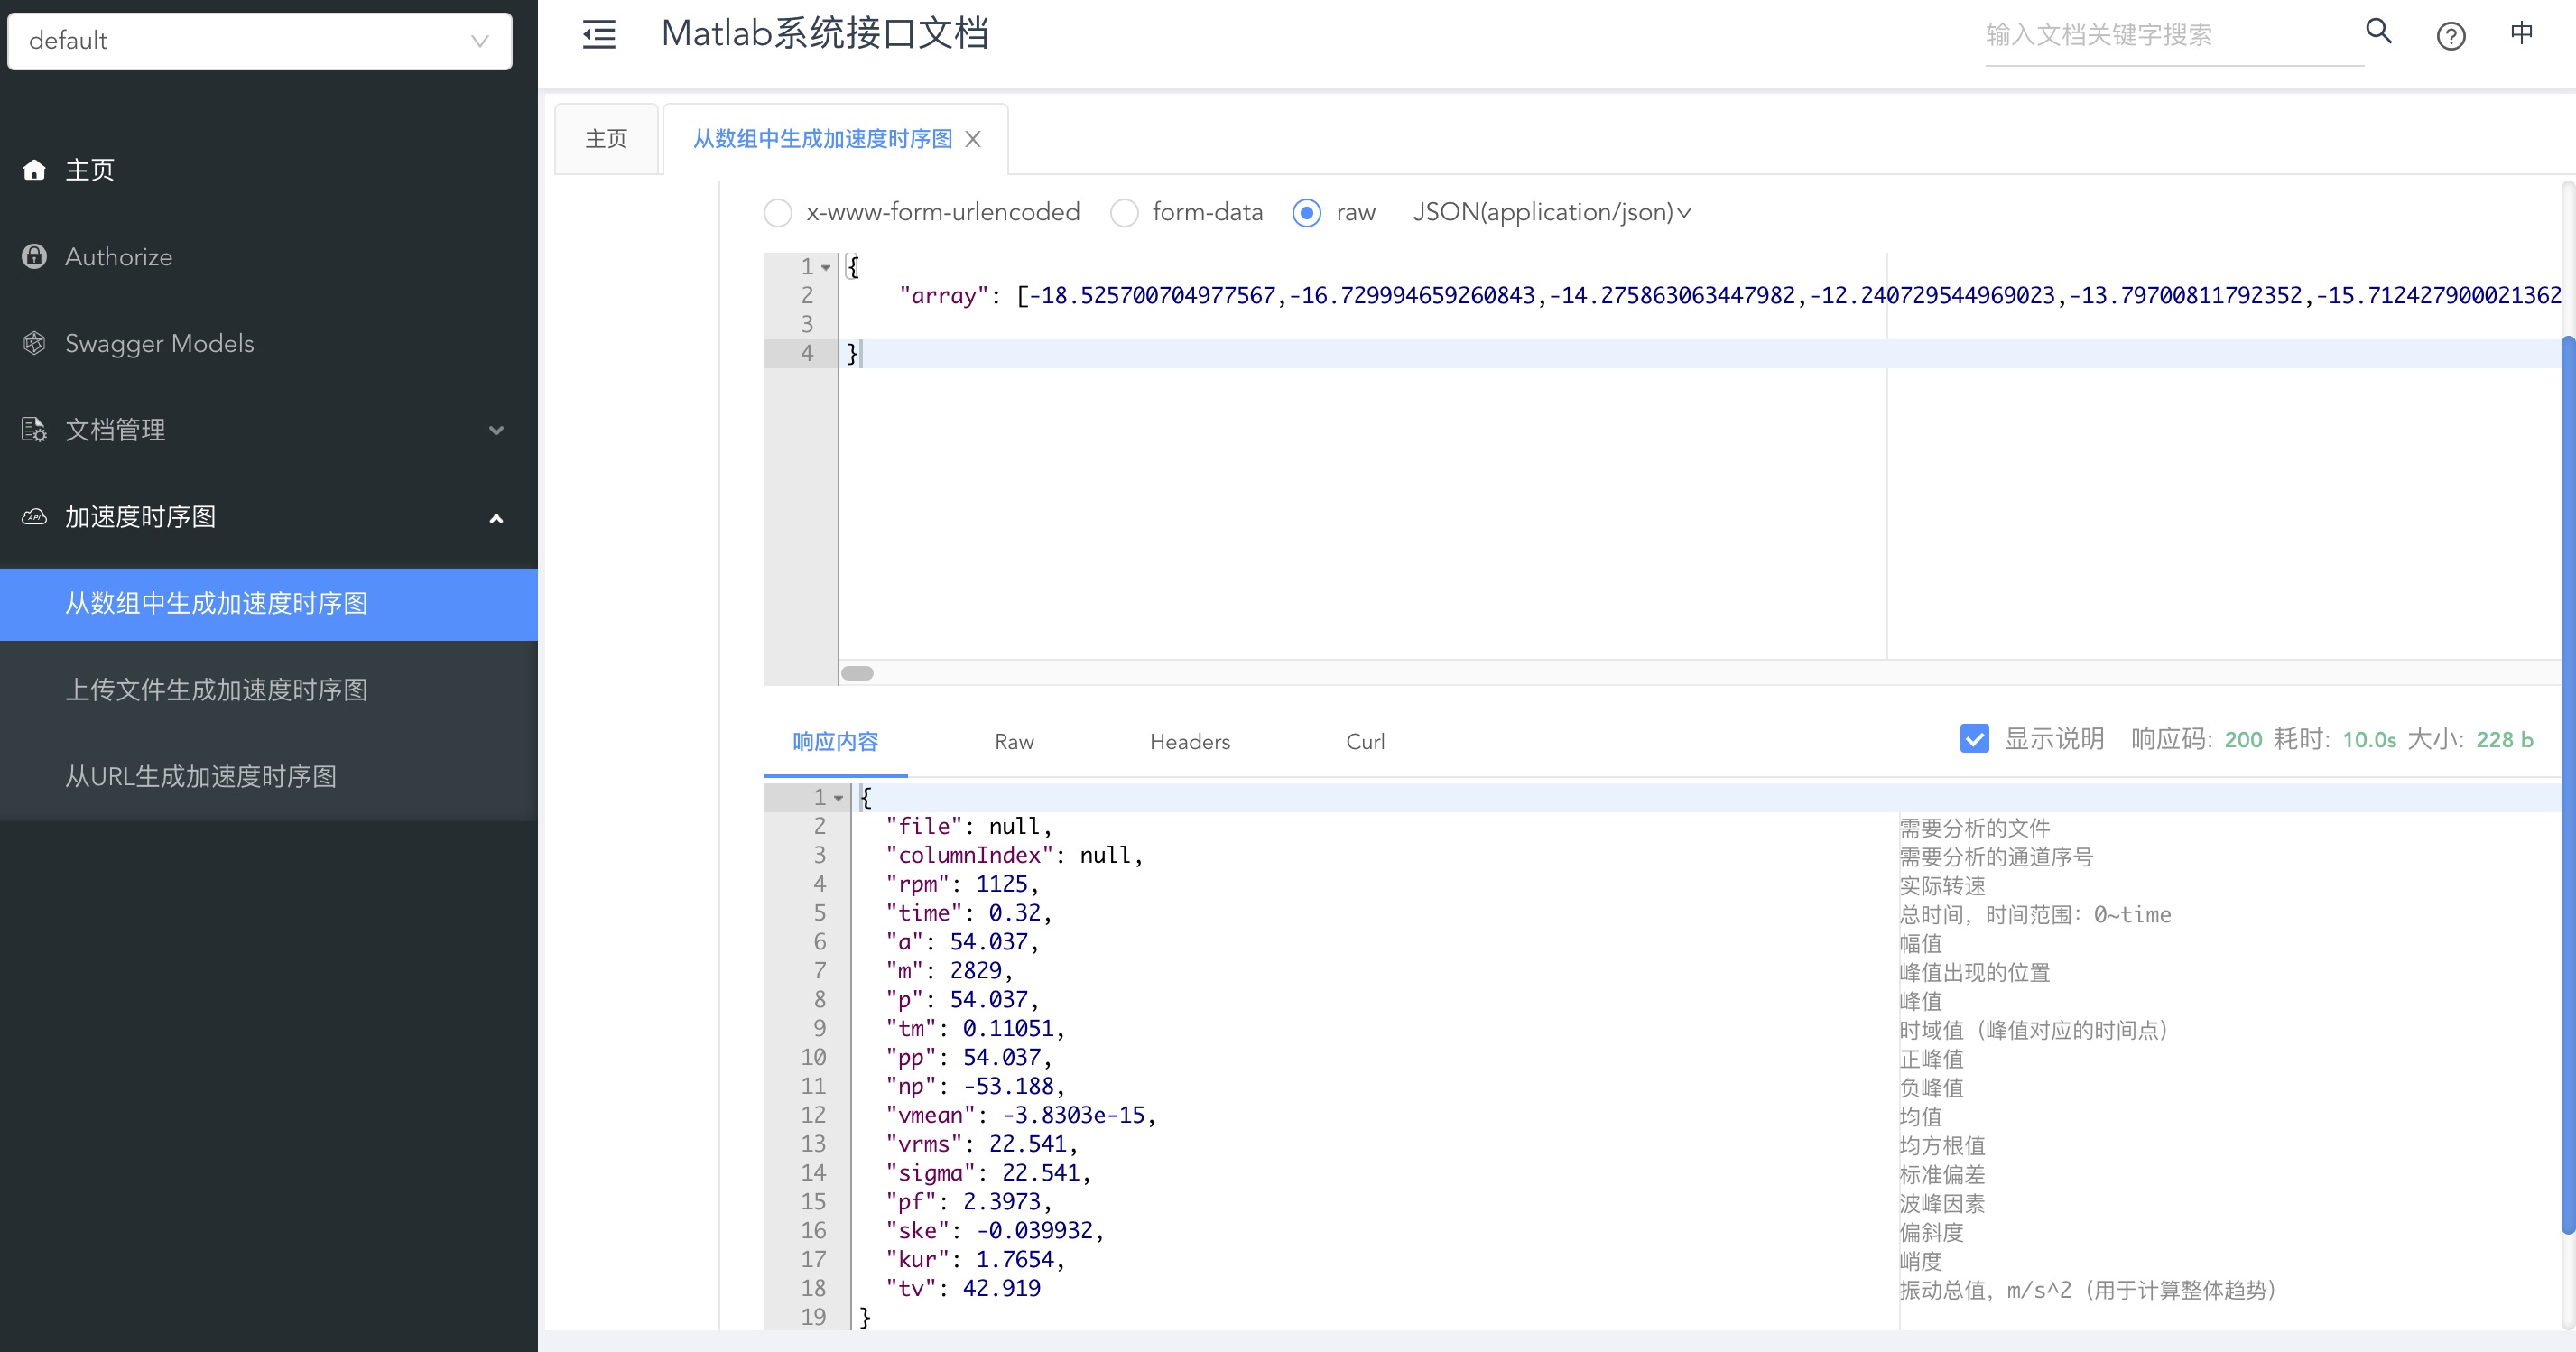 default
Matlab系统接口文档
输入文档关键字搜索
中
主页
Authorize
Swagger Models
文档管理
加速度时序图
从数组中生成加速度时序图
上传文件生成加速度时序图
从URL生成加速度时序图
主页
从数组中生成加速度时序图
x-www-form-urlencoded form-data raw JSON(application/json)
1 {
2 "array": [-18.525700704977567,-16.729994659260843,-14.275863063447982,-12.240729544969023,-13.79700811792352,-15.712427900021362
3
4 }
响应内容 Raw Headers Curl 显示说明 响应码: 200 耗时: 10.0s 大小: 228 b
1 {
2 "file": null, 需要分析的文件
3 "columnIndex": null, 需要分析的通道序号
4 "rpm": 1125, 实际转速
5 "time": 0.32, 总时间，时间范围：0~time
6 "a": 54.037, 幅值
7 "m": 2829, 峰值出现的位置
8 "p": 54.037, 峰值
9 "tm": 0.11051, 时域值（峰值对应的时间点）
10 "pp": 54.037, 正峰值
11 "np": -53.188, 负峰值
12 "vmean": -3.8303e-15, 均值
13 "vrms": 22.541, 均方根值
14 "sigma": 22.541, 标准偏差
15 "pf": 2.3973, 波峰因素
16 "ske": -0.039932, 偏斜度
17 "kur": 1.7654, 峭度
18 "tv": 42.919 振动总值，m/s^2（用于计算整体趋势）
19 }